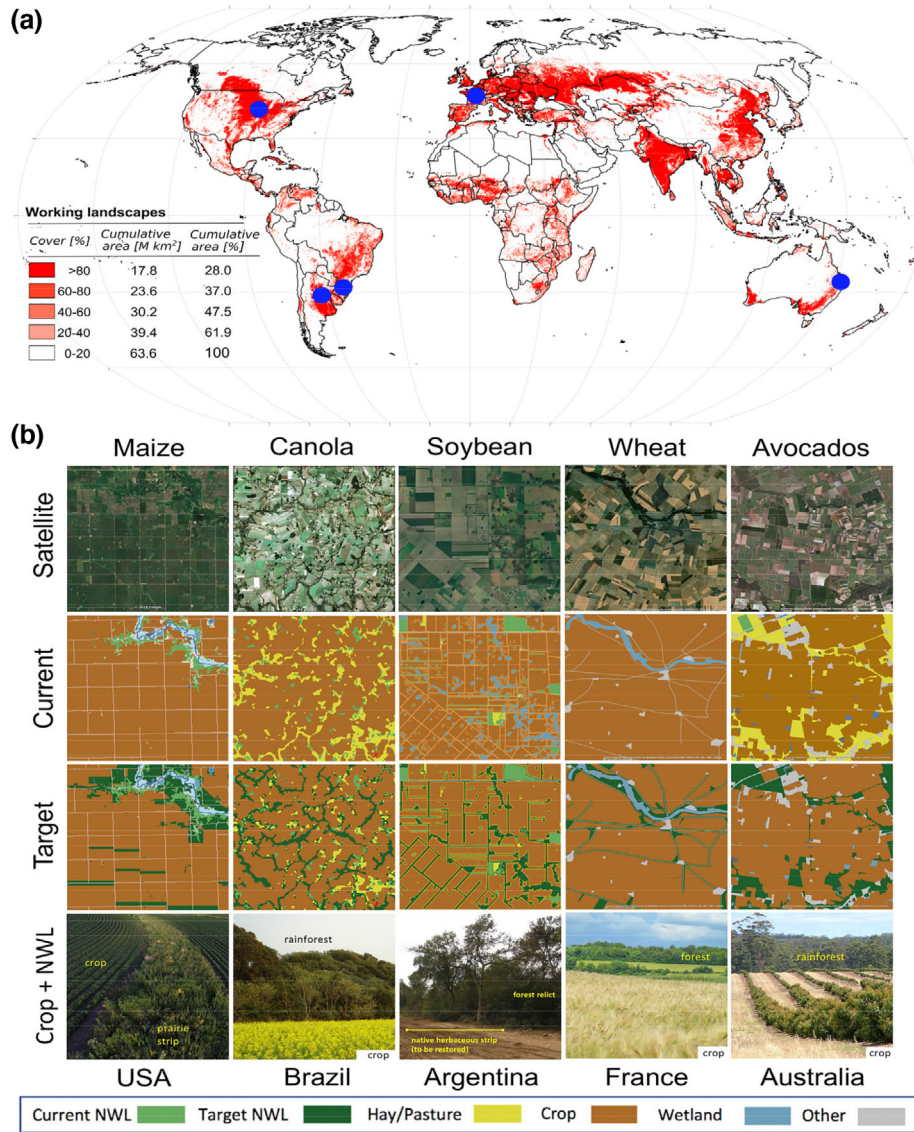 (a)
Working landscapes
Cover [%] Cumulative area [M km²] Cumulative area [%]
>80 17.8 28.0
60-80 23.6 37.0
40-60 30.2 47.5
20-40 39.4 61.9
0-20 63.6 100
(b)
Maize Canola Soybean Wheat Avocados
Satellite
Current
Target
Crop + NWL
crop
prairie strip
rainforest
crop
forest relict
native herbaceous strip
(to be restored)
forest
crop
rainforest
crop
USA Brazil Argentina France Australia
Current NWL Target NWL Hay/Pasture Crop Wetland Other